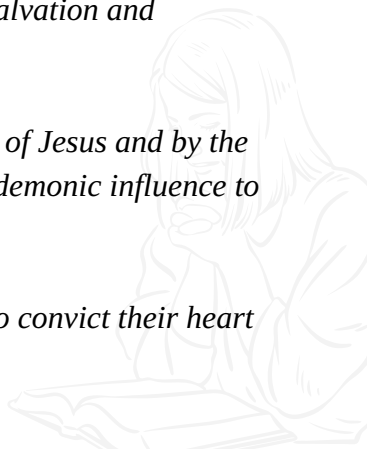 alvation and
of Jesus and by the
demonic influence to
o convict their heart